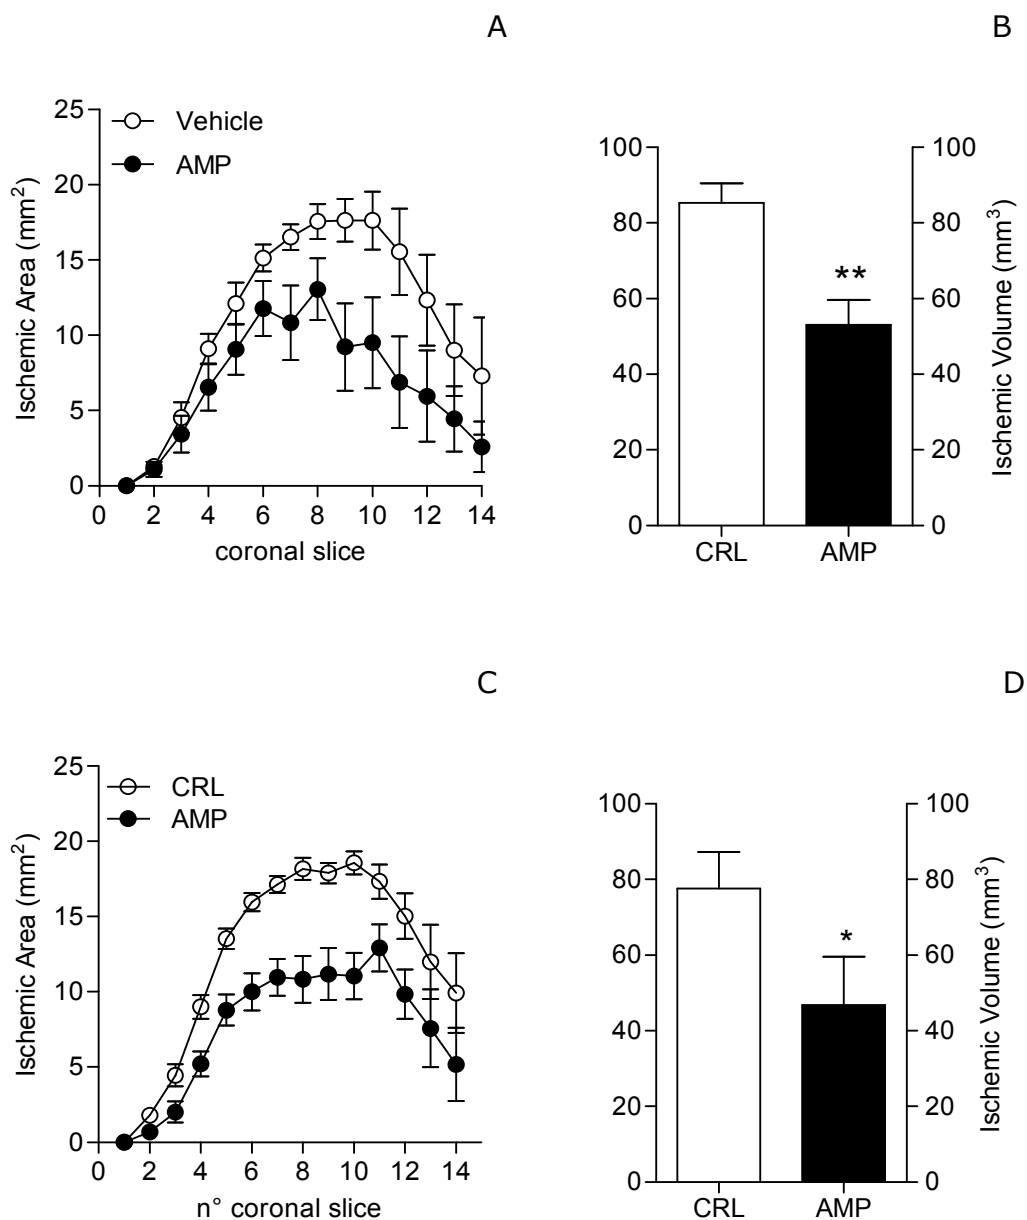 A
B
25
20
15
10
5
0
Ischemic Area (mm²)
Vehicle
AMP
0 2 4 6 8 10 12 14
coronal slice
100
80
60
40
20
0
**
CRL AMP
100
80
60
40
20
0
Ischemic Volume (mm³)
C
D
25
20
15
10
5
0
Ischemic Area (mm²)
CRL
AMP
0 2 4 6 8 10 12 14
n° coronal slice
100
80
60
40
20
0
*
CRL AMP
100
80
60
40
20
0
Ischemic Volume (mm³)